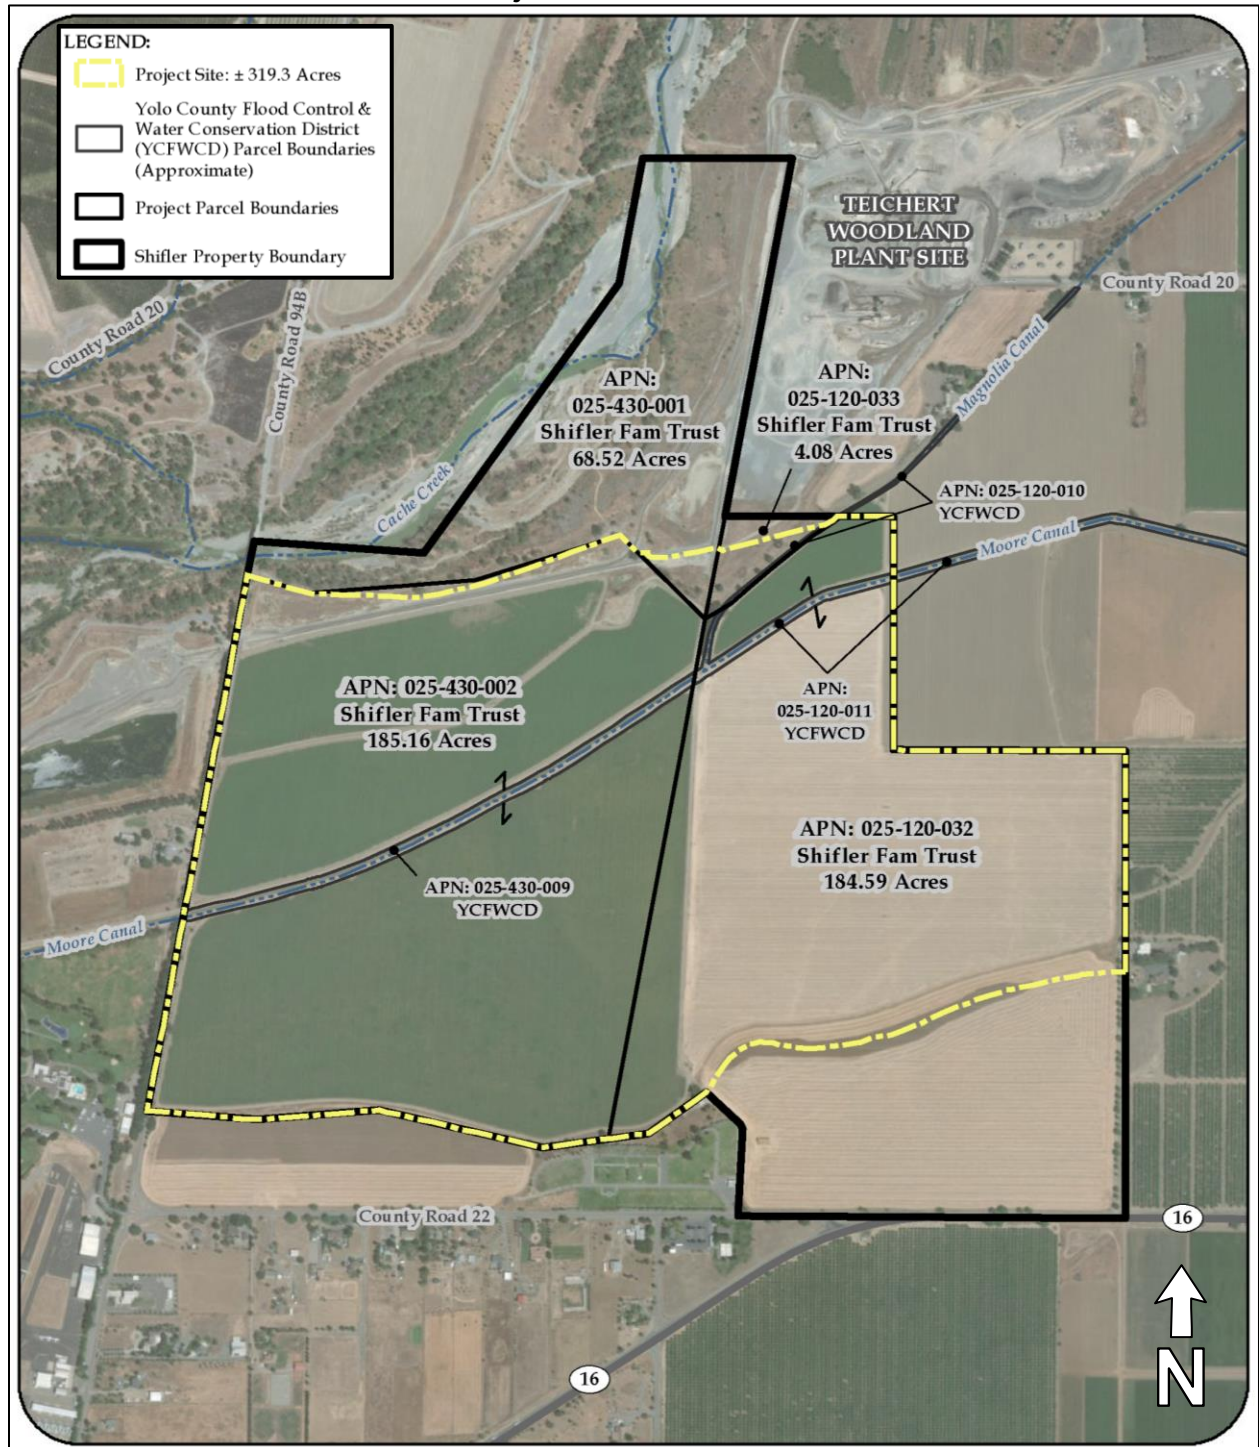 LEGEND:
Project Site: ± 319.3 Acres
Yolo County Flood Control &
Water Conservation District
(YCFWCD) Parcel Boundaries
(Approximate)
Project Parcel Boundaries
Shifler Property Boundary
TEICHERT
WOODLAND
PLANT SITE
County Road 20
County Road 20
County Road 94B
Magnolia Canal
APN:
025-430-001
Shifler Fam Trust
68.52 Acres
APN:
025-120-033
Shifler Fam Trust
4.08 Acres
Cache Creek
APN: 025-120-010
YCFWCD
Moore Canal
APN: 025-430-002
Shifler Fam Trust
185.16 Acres
APN:
025-120-011
YCFWCD
APN: 025-120-032
Shifler Fam Trust
184.59 Acres
APN: 025-430-009
YCFWCD
Moore Canal
County Road 22
16
16
N